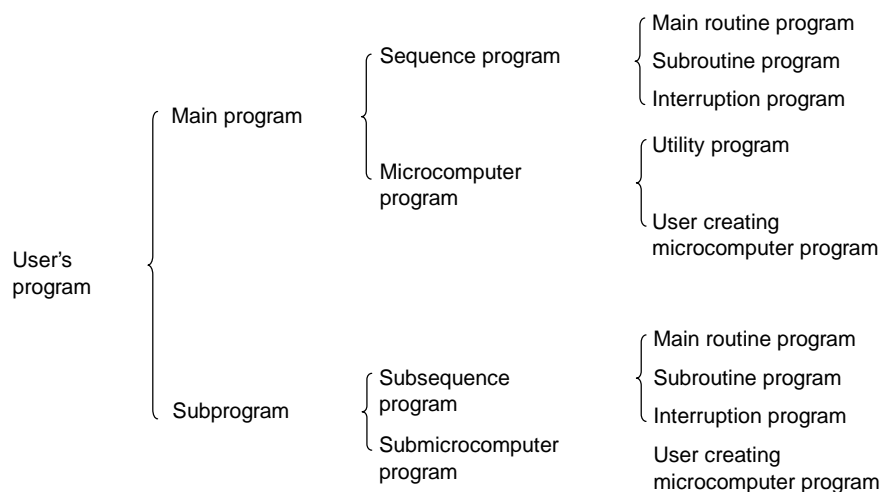 User's
program
Main program
Sequence program
Main routine program
Subroutine program
Interruption program
Microcomputer
program
Utility program
User creating
microcomputer program
Subprogram
Subsequence
program
Main routine program
Subroutine program
Interruption program
Submicrocomputer
program
User creating
microcomputer program